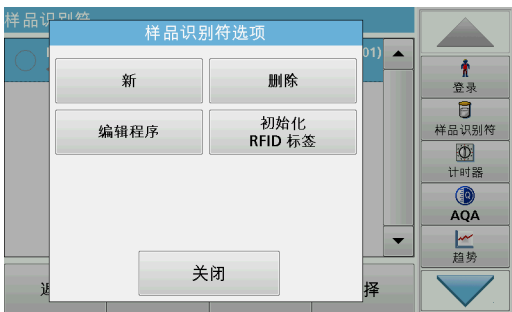 样品识别符
样品识别符选项
01)
新
删除
编辑程序
初始化
RFID 标签
关闭
择
登录
样品识别符
计时器
AQA
趋势